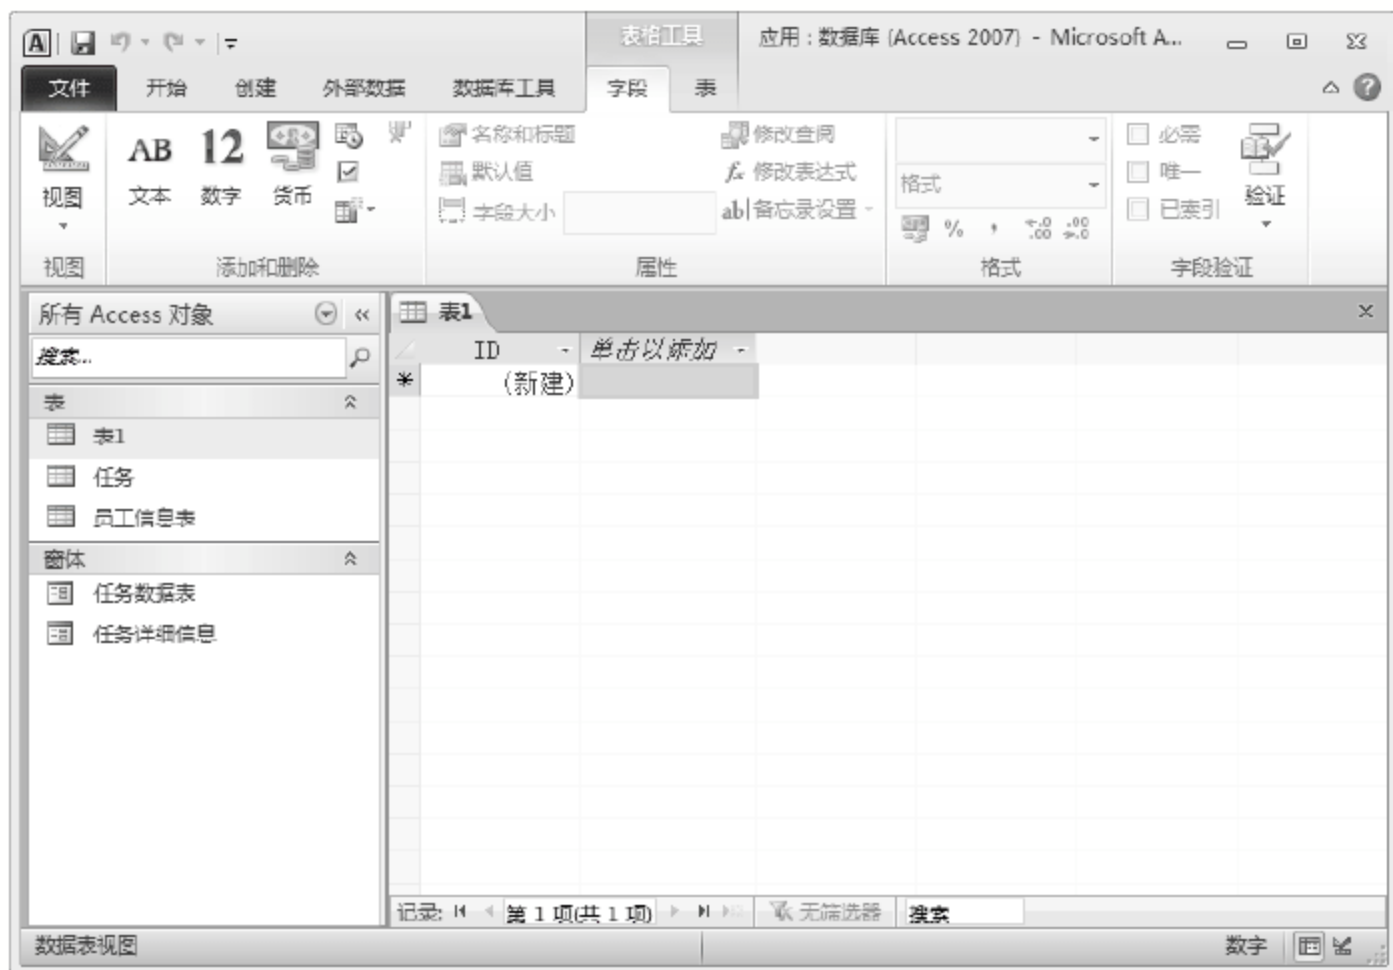 表格工具
应用 : 数据库 (Access 2007) - Microsoft A...
文件 开始 创建 外部数据 数据库工具 字段 表
视图
AB 文本
12 数字
货币
名称和标题
默认值
字段大小
修改查阅
fx 修改表达式
ab| 备忘录设置
格式
% , .0 .00 .00 .0
必需
唯一
已索引
验证
视图 添加和删除 属性 格式 字段验证
所有 Access 对象
搜索...
表
表1
任务
员工信息表
窗体
任务数据表
任务详细信息
表1
ID 单击以添加
* (新建)
记录: 第 1 项(共 1 项) 无筛选器 搜索
数据表视图 数字